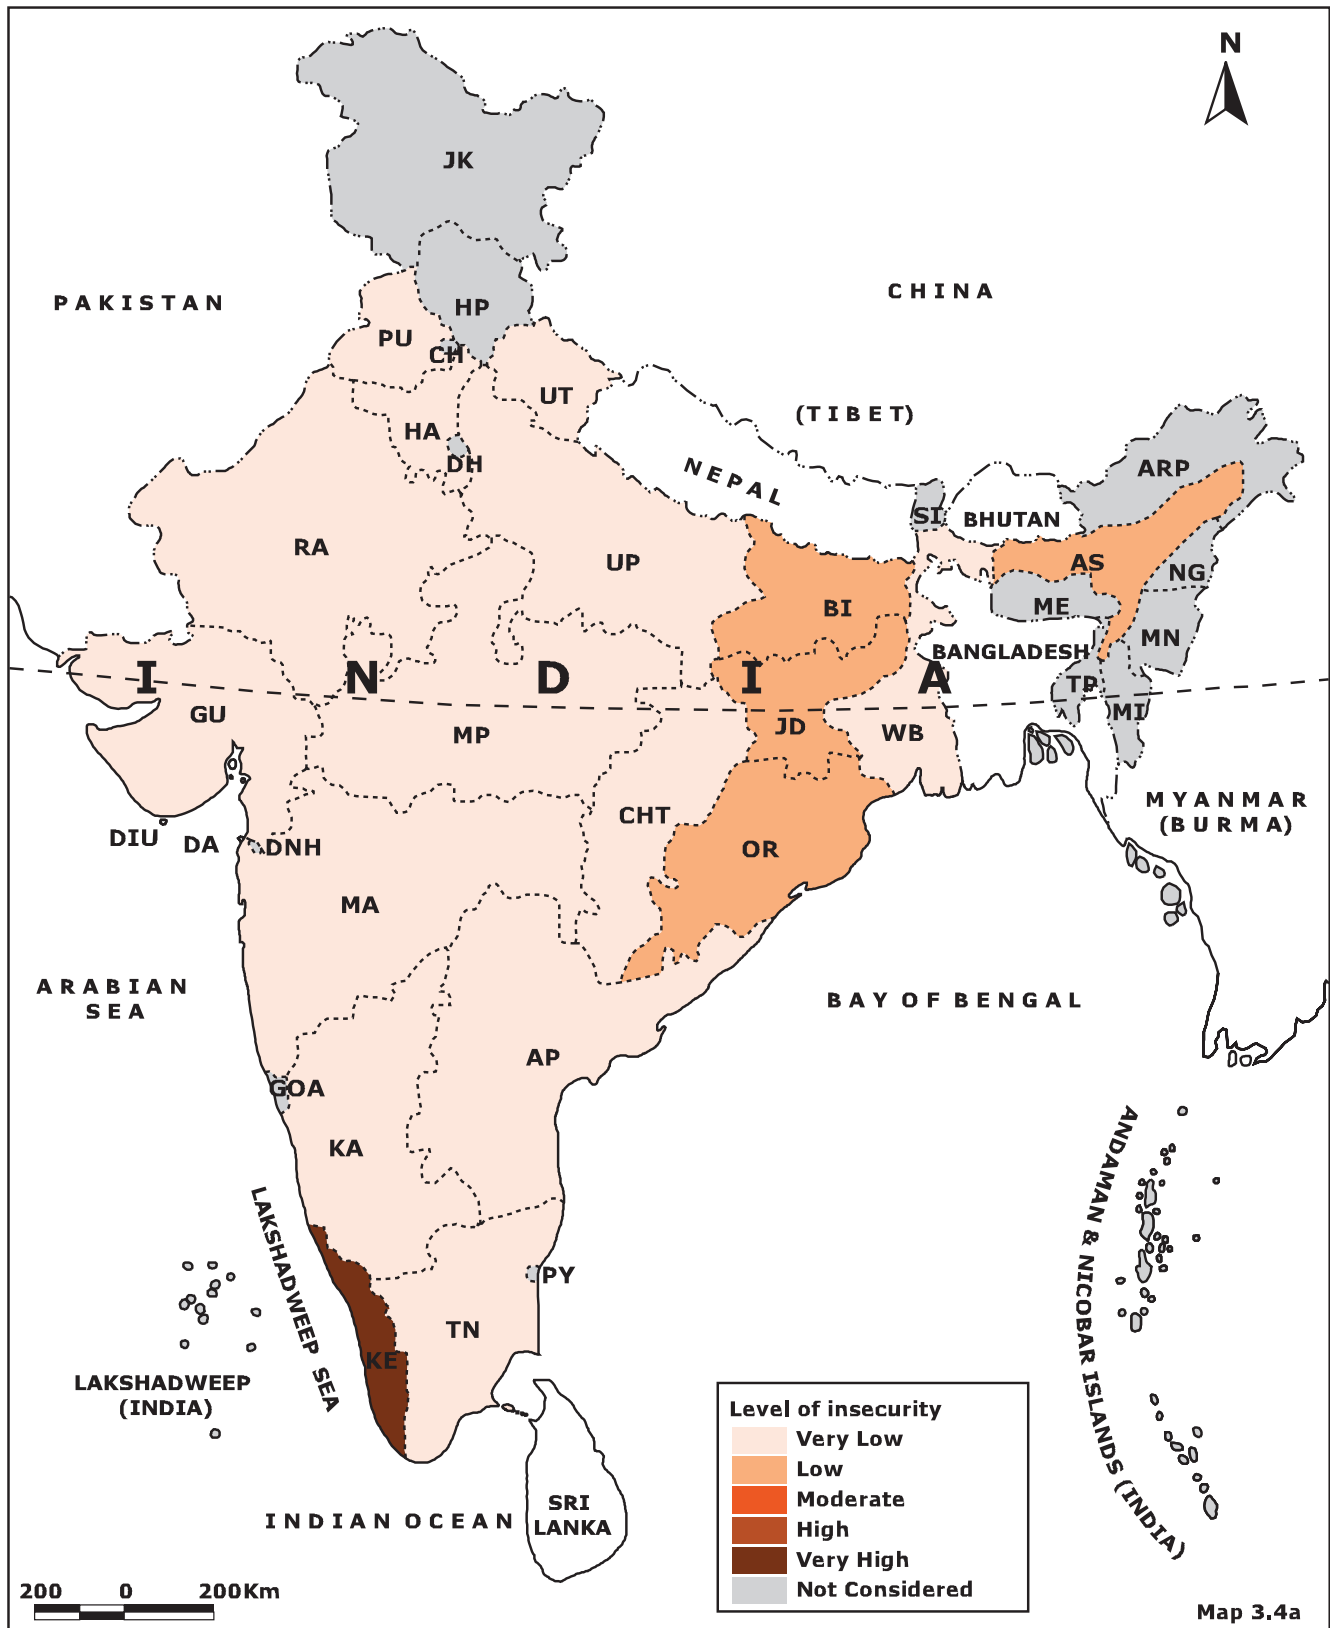 N
JK
PAKISTAN
CHINA
HP
PU
CH
UT
(TIBET)
HA
DH
NEPAL
ARP
SI
BHUTAN
RA
UP
AS
NG
BI
ME
MN
BANGLADESH
I N D I A
TP
MI
GU
MP
JD
WB
MYANMAR
(BURMA)
CHT
DIU
DA
DNH
OR
MA
ARABIAN
SEA
BAY OF BENGAL
AP
GOA
KA
ANDAMAN & NICOBAR ISLANDS (INDIA)
LAKSHADWEEP SEA
PY
TN
KE
LAKSHADWEEP
(INDIA)
Level of insecurity
Very Low
Low
Moderate
High
Very High
Not Considered
INDIAN OCEAN
SRI
LANKA
200 0 200Km
Map 3.4a